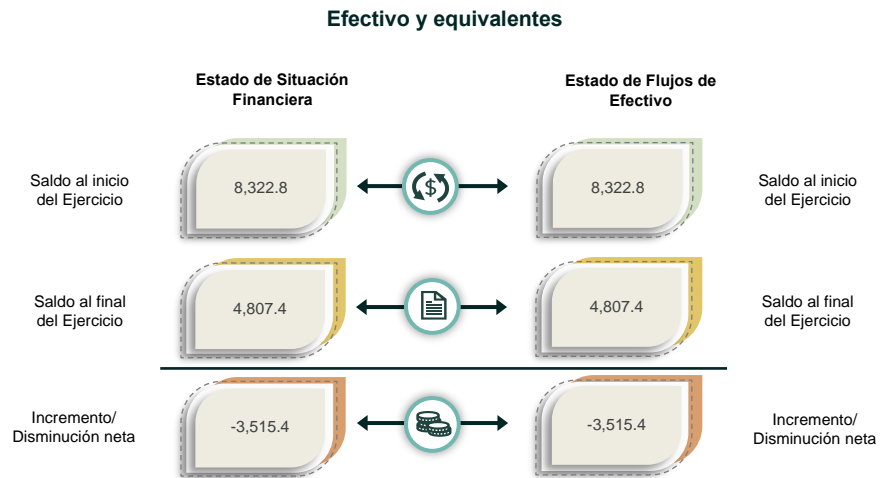 Efectivo y equivalentes
Estado de Situación
Financiera
Estado de Flujos de
Efectivo
Saldo al inicio
del Ejercicio
8,322.8
$
8,322.8
Saldo al inicio
del Ejercicio
Saldo al final
del Ejercicio
4,807.4
4,807.4
Saldo al final
del Ejercicio
Incremento/
Disminución neta
-3,515.4
-3,515.4
Incremento/
Disminución neta